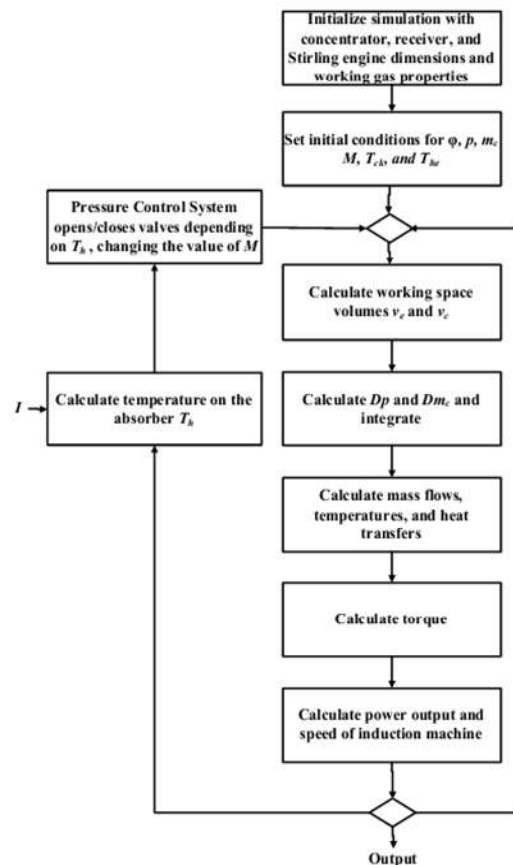 Initialize simulation with
concentrator, receiver, and
Stirling engine dimensions and
working gas properties
Set initial conditions for φ, p, m_c
M, T_ck, and T_he
Pressure Control System
opens/closes valves depending
on T_h , changing the value of M
Calculate working space
volumes v_e and v_c
I
Calculate temperature on the
absorber T_h
Calculate Dp and Dm_c and
integrate
Calculate mass flows,
temperatures, and heat
transfers
Calculate torque
Calculate power output and
speed of induction machine
Output